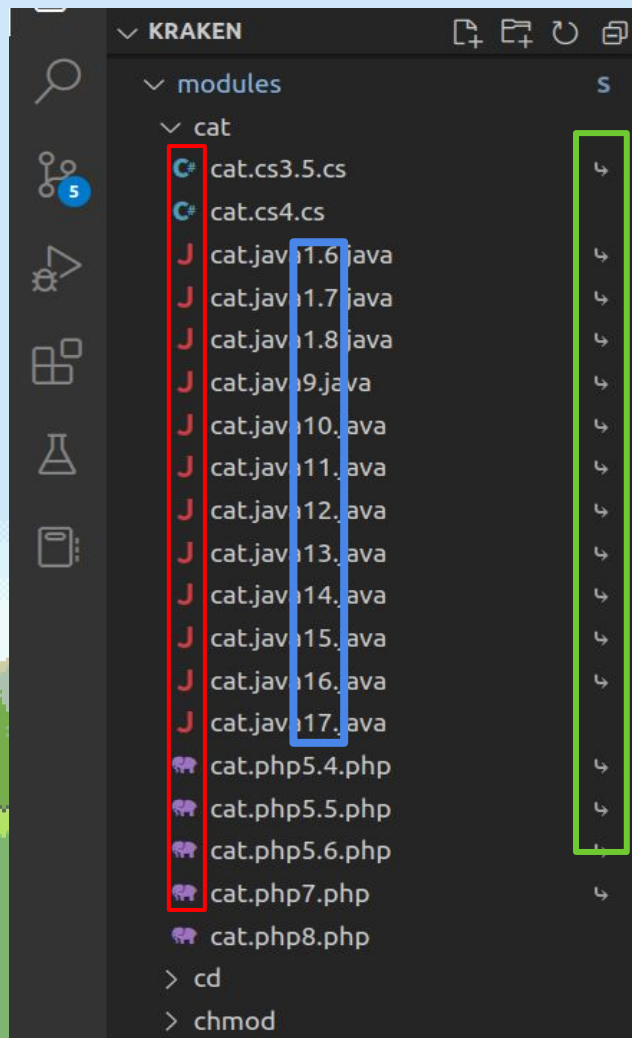 KRAKEN
modules S
cat
cat.cs3.5.cs
cat.cs4.cs
cat.java1.6.java
cat.java1.7.java
cat.java1.8.java
cat.java9.java
cat.java10.java
cat.java11.java
cat.java12.java
cat.java13.java
cat.java14.java
cat.java15.java
cat.java16.java
cat.java17.java
cat.php5.4.php
cat.php5.5.php
cat.php5.6.php
cat.php7.php
cat.php8.php
cd
chmod
5